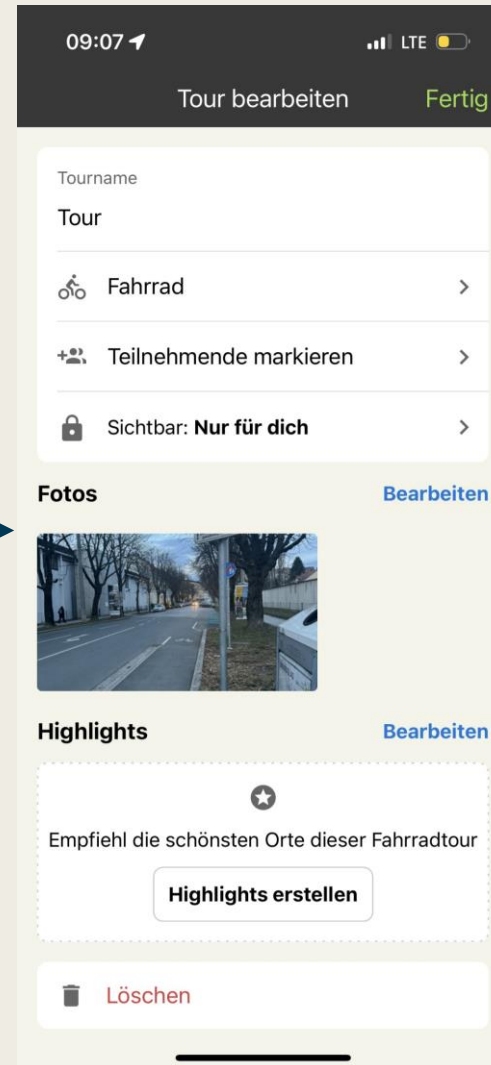 09:07
LTE
Tour bearbeiten
Fertig
Tourname
Tour
Fahrrad
Teilnehmende markieren
Sichtbar: Nur für dich
Fotos
Bearbeiten
Highlights
Bearbeiten
Empfiehl die schönsten Orte dieser Fahrradtour
Highlights erstellen
Löschen